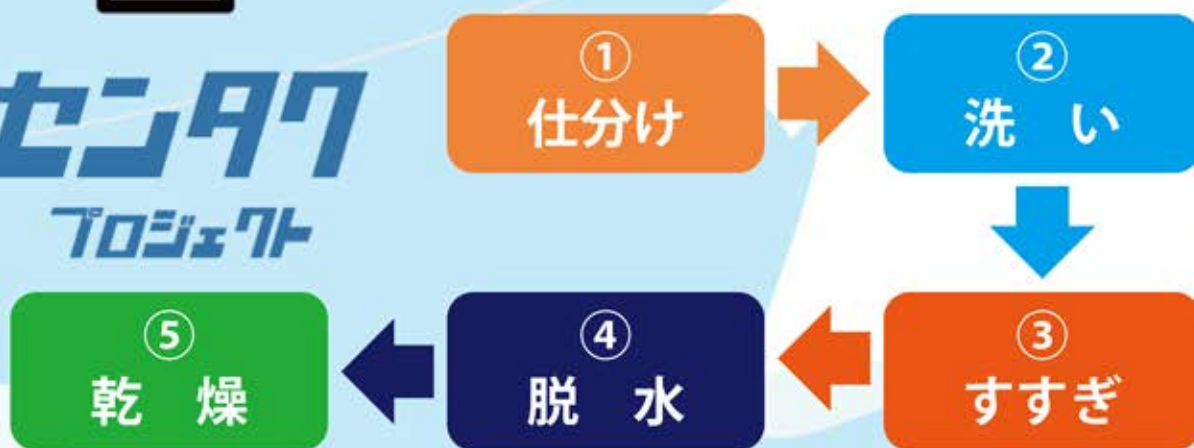 センタク
プロジェクト
①
仕分け
②
洗 い
③
すすぎ
④
脱 水
⑤
乾 燥